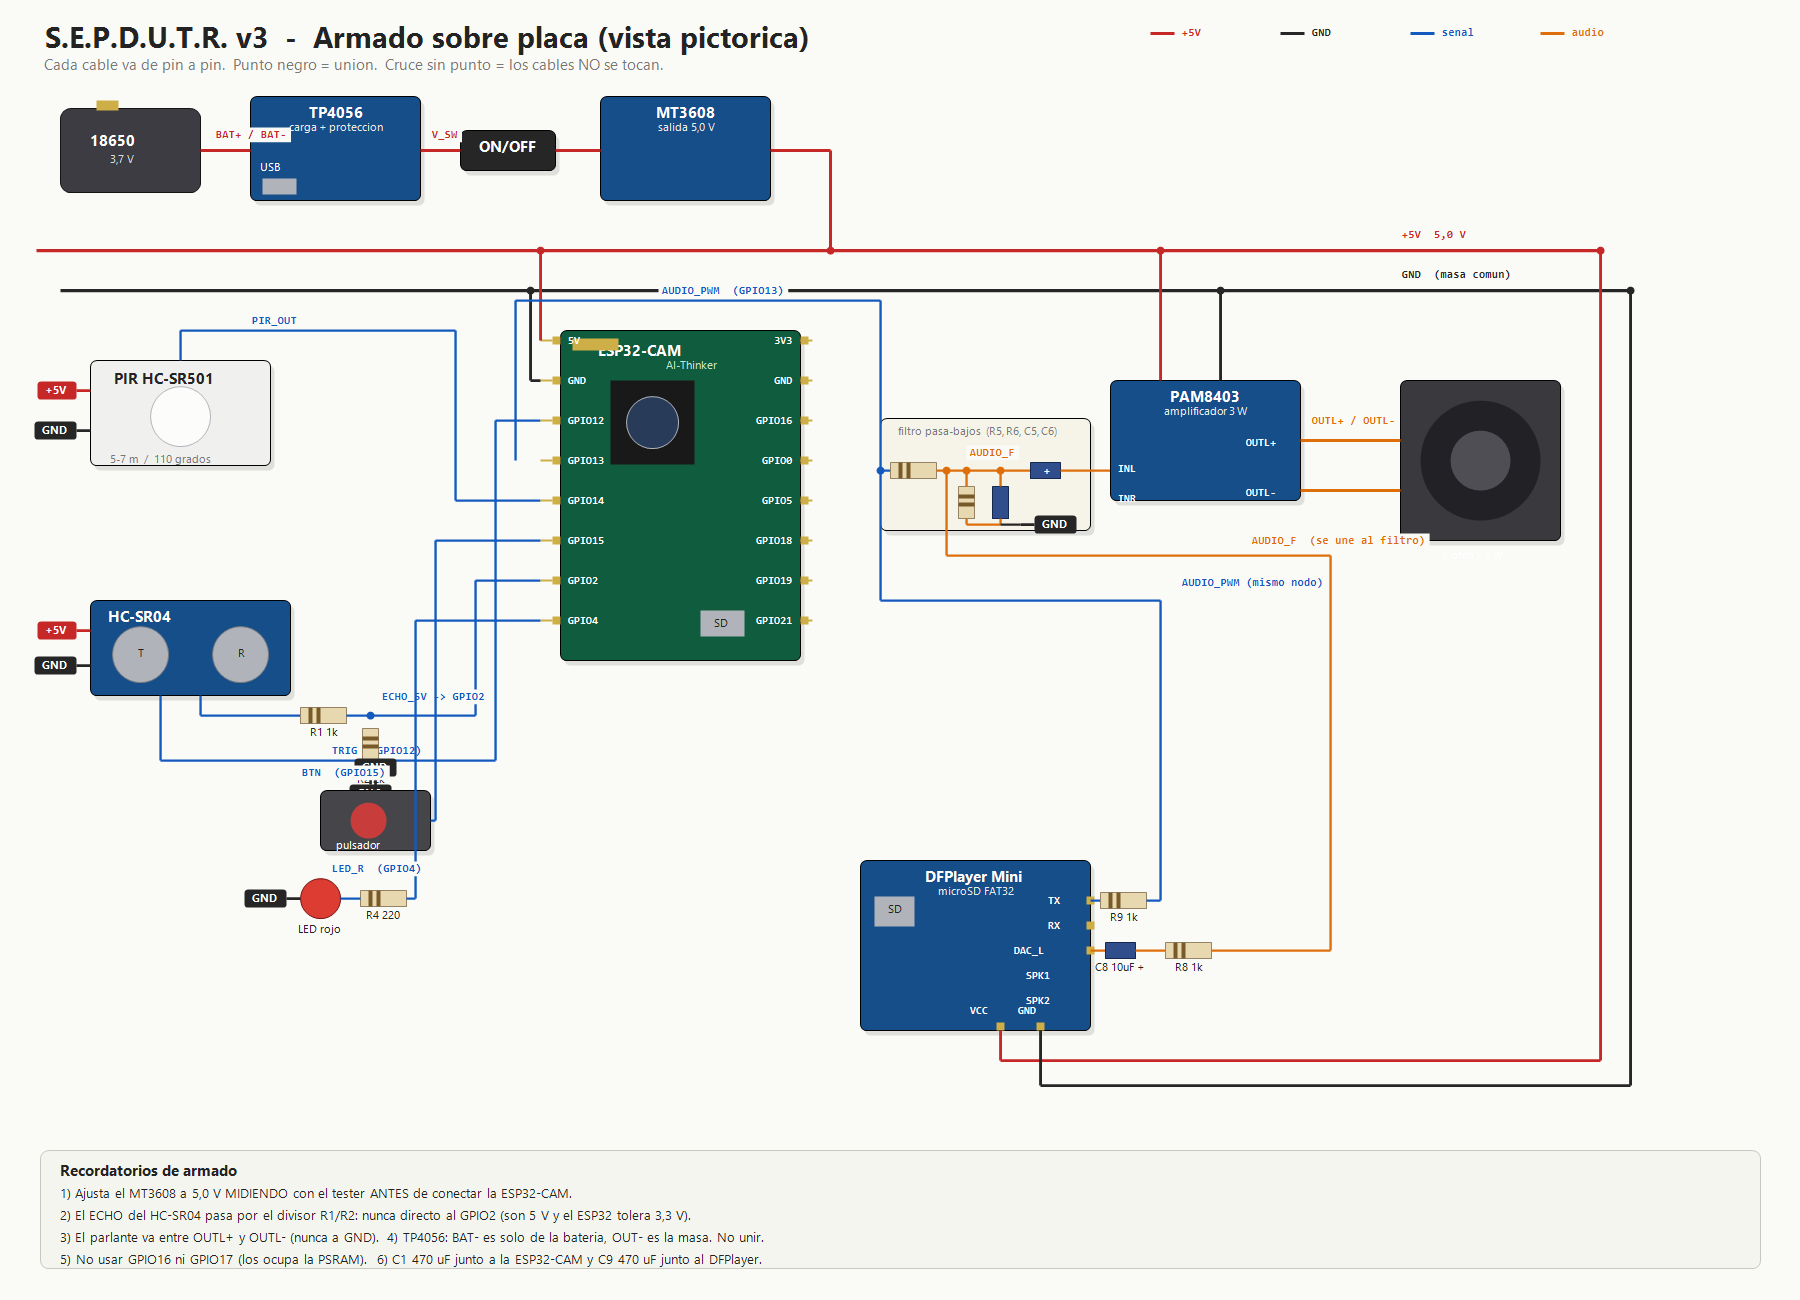 S.E.P.D.U.T.R. v3  -  Armado sobre placa (vista pictorica)
Cada cable va de pin a pin.  Punto negro = union.  Cruce sin punto = los cables NO se tocan.
+5V
GND
senal
audio
18650
3,7 V
BAT+ / BAT-
TP4056
carga + proteccion
USB
V_SW
ON/OFF
MT3608
salida 5,0 V
+5V  5,0 V
GND  (masa comun)
AUDIO_PWM  (GPIO13)
PIR_OUT
PIR HC-SR501
+5V
GND
5-7 m  /  110 grados
5V
ESP32-CAM
AI-Thinker
GND
GPIO12
GPIO13
GPIO14
GPIO15
GPIO2
GPIO4
3V3
GND
GPIO16
GPIO0
GPIO5
GPIO18
GPIO19
GPIO21
SD
filtro pasa-bajos  (R5, R6, C5, C6)
AUDIO_F
+
GND
PAM8403
amplificador 3 W
INL
INR
OUTL+
OUTL-
OUTL+ / OUTL-
AUDIO_F  (se une al filtro)
AUDIO_PWM (mismo nodo)
HC-SR04
+5V
GND
T
R
ECHO_5V -> GPIO2
R1 1k
TRIG  (GPIO12)
BTN  (GPIO15)
pulsador
LED_R  (GPIO4)
GND
R4 220
LED rojo
DFPlayer Mini
microSD FAT32
SD
TX
RX
DAC_L
SPK1
SPK2
VCC
GND
R9 1k
C8 10uF +
R8 1k
Recordatorios de armado
1) Ajusta el MT3608 a 5,0 V MIDIENDO con el tester ANTES de conectar la ESP32-CAM.
2) El ECHO del HC-SR04 pasa por el divisor R1/R2: nunca directo al GPIO2 (son 5 V y el ESP32 tolera 3,3 V).
3) El parlante va entre OUTL+ y OUTL- (nunca a GND).  4) TP4056: BAT- es solo de la bateria, OUT- es la masa. No unir.
5) No usar GPIO16 ni GPIO17 (los ocupa la PSRAM).  6) C1 470 uF junto a la ESP32-CAM y C9 470 uF junto al DFPlayer.